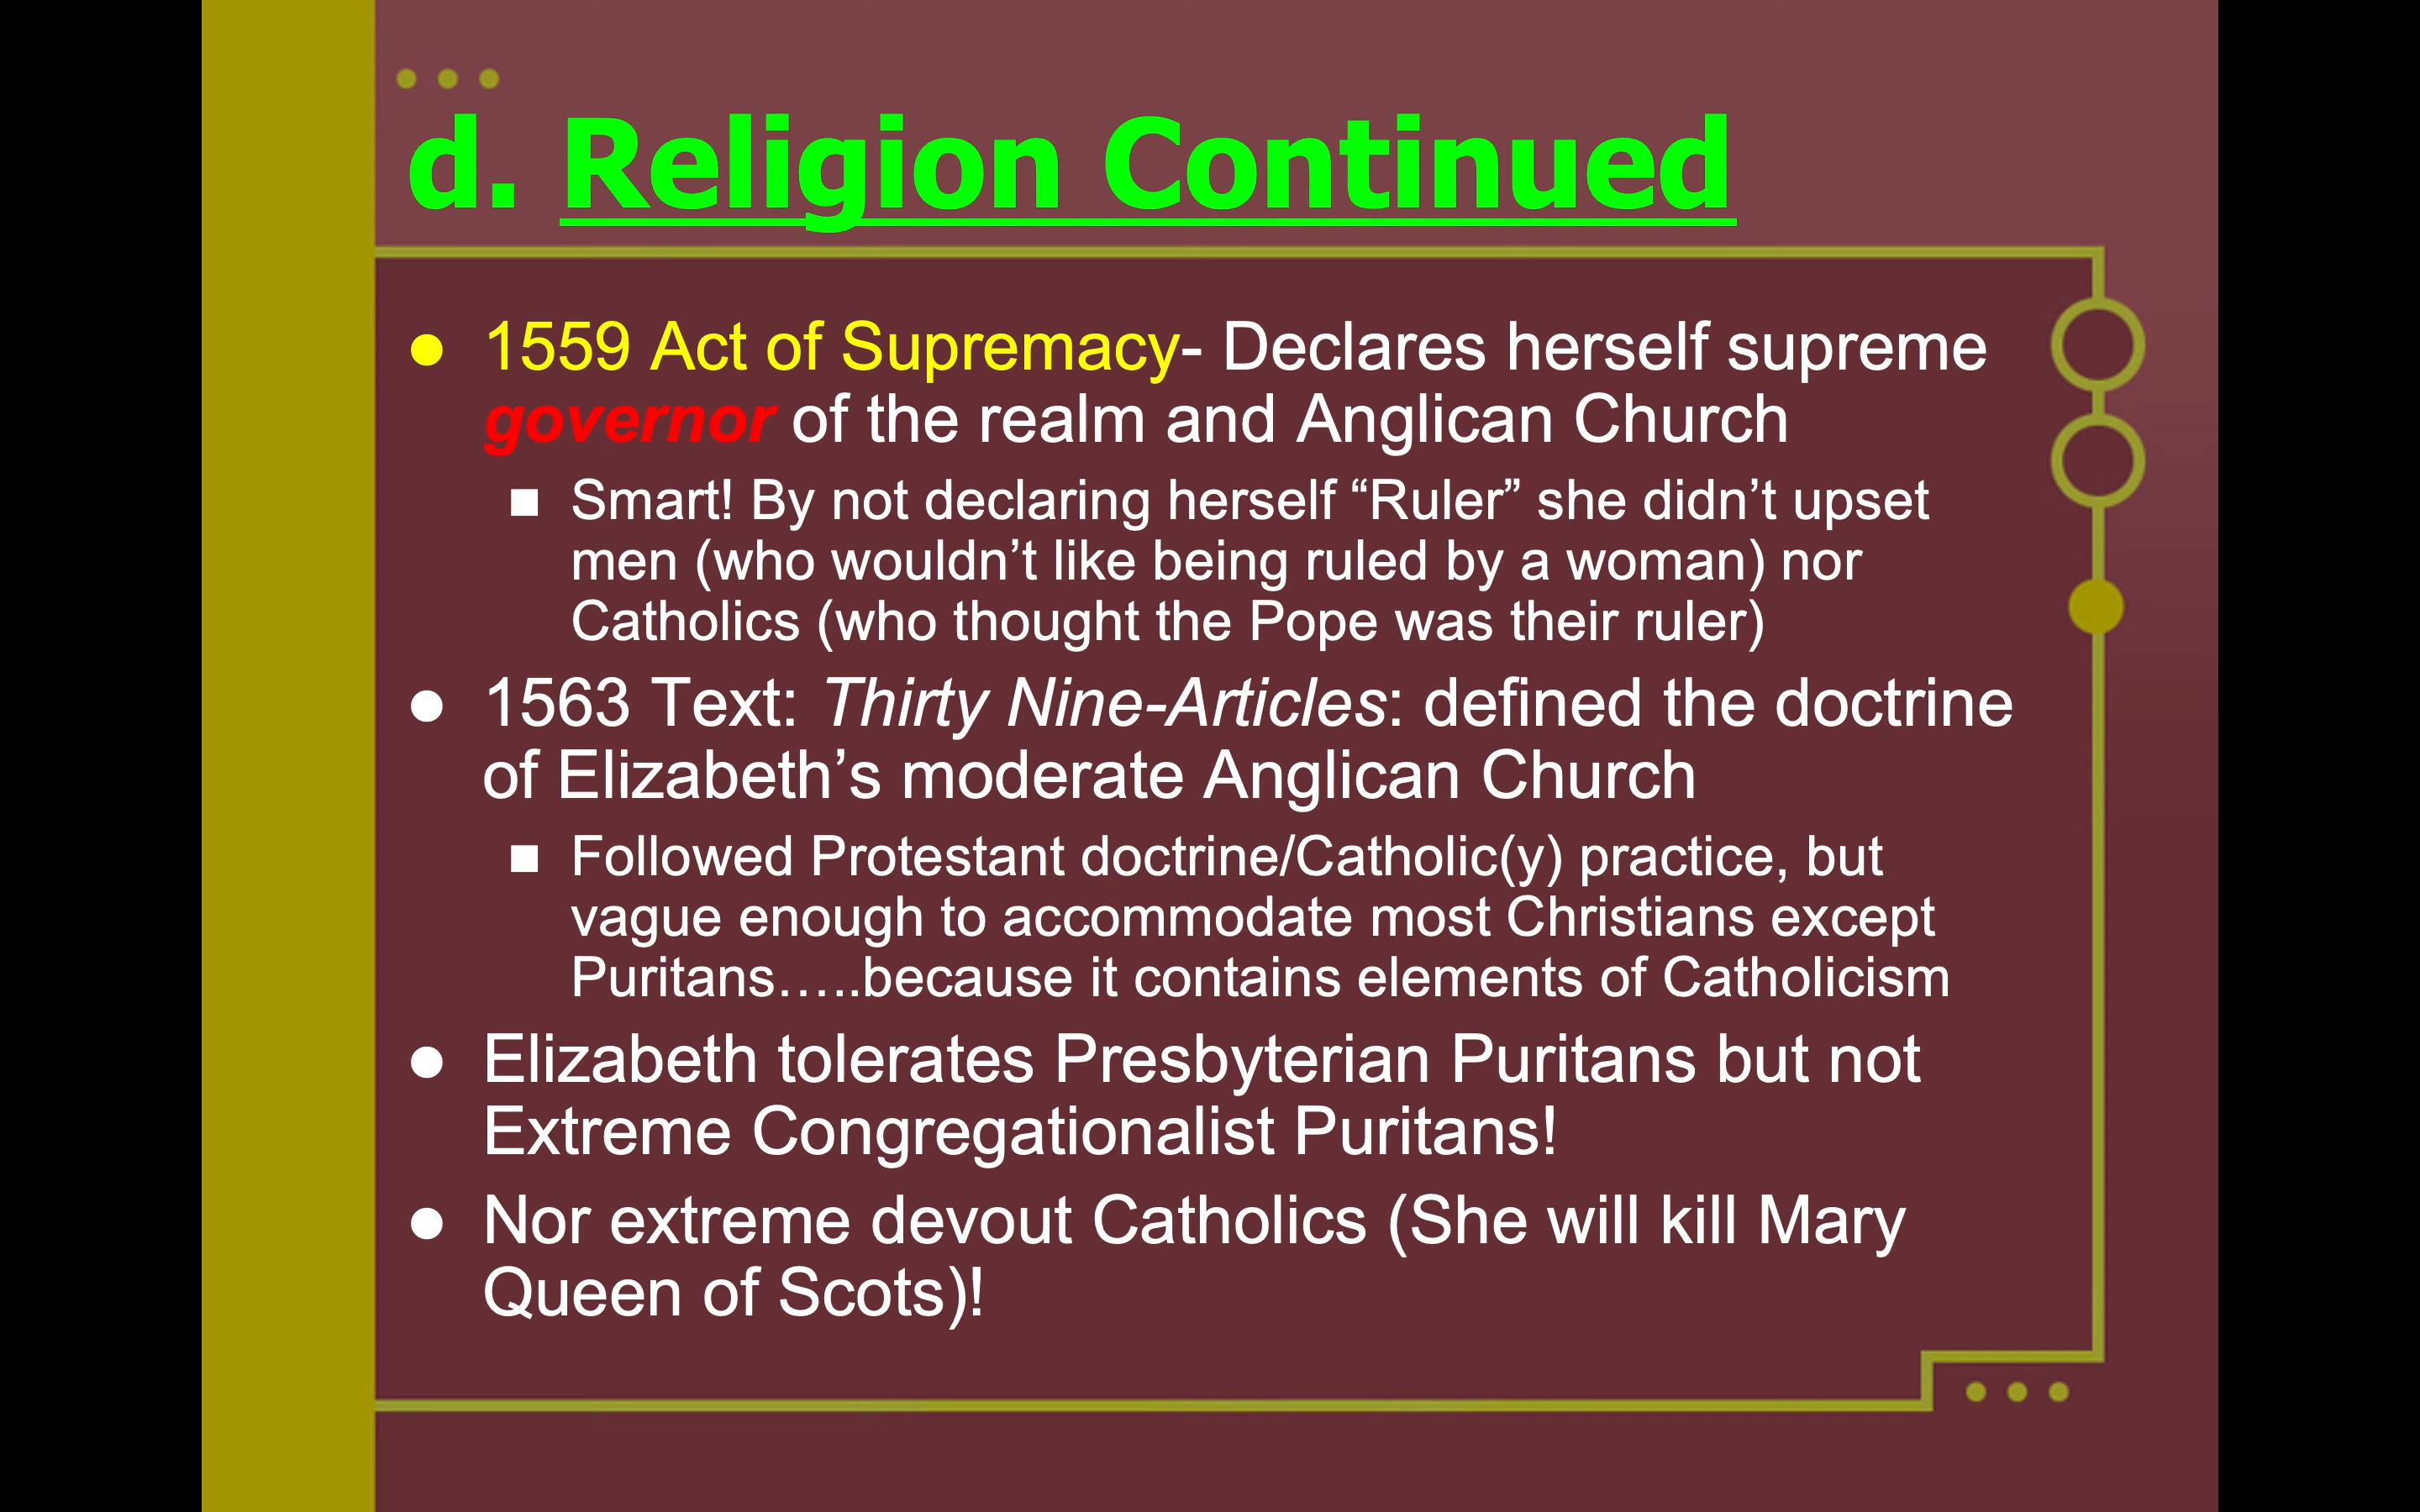 d. Religion Continued
● 1559 Act of Supremacy- Declares herself supreme
governor of the realm and Anglican Church
■ Smart! By not declaring herself “Ruler” she didn’t upset
men (who wouldn’t like being ruled by a woman) nor
Catholics (who thought the Pope was their ruler)
● 1563 Text: Thirty Nine-Articles: defined the doctrine
of Elizabeth’s moderate Anglican Church
■ Followed Protestant doctrine/Catholic(y) practice, but
vague enough to accommodate most Christians except
Puritans…..because it contains elements of Catholicism
● Elizabeth tolerates Presbyterian Puritans but not
Extreme Congregationalist Puritans!
● Nor extreme devout Catholics (She will kill Mary
Queen of Scots)!